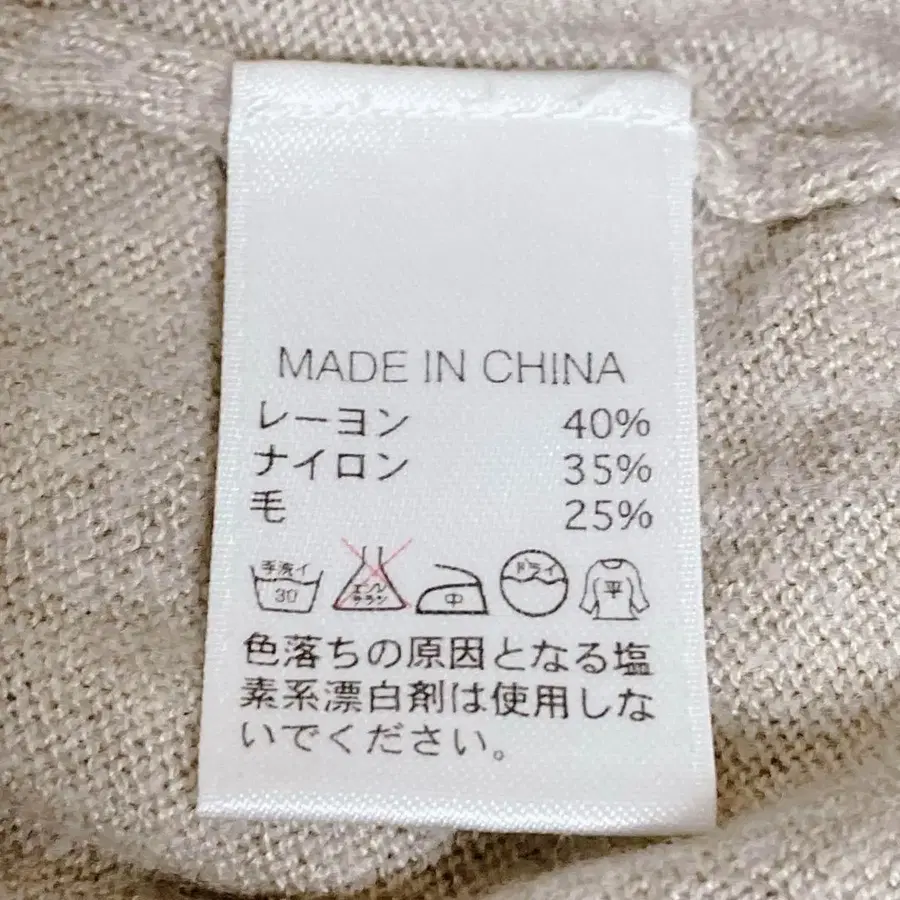 MADE IN CHINA
レーヨン 40%
ナイロン 35%
毛 25%
手洗イ
30
エンソ
サラシ
中
ドライ
平
色落ちの原因となる塩
素系漂白剤は使用しな
いでください。